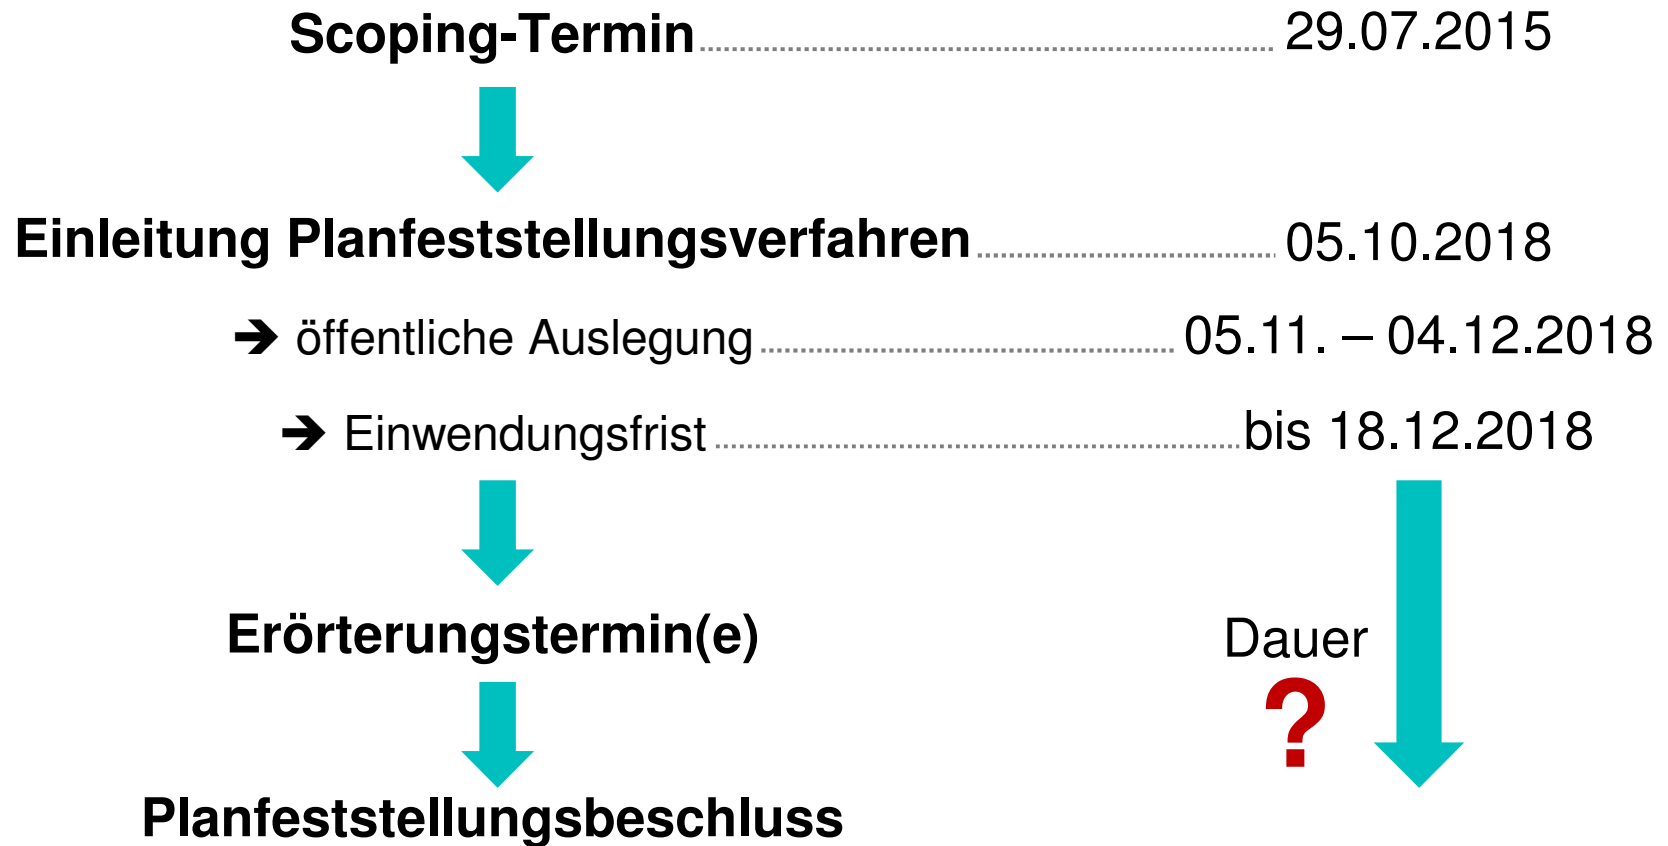 Scoping-Termin 29.07.2015
Einleitung Planfeststellungsverfahren 05.10.2018
➔ öffentliche Auslegung 05.11. – 04.12.2018
➔ Einwendungsfrist bis 18.12.2018
Erörterungstermin(e) Dauer
?
Planfeststellungsbeschluss